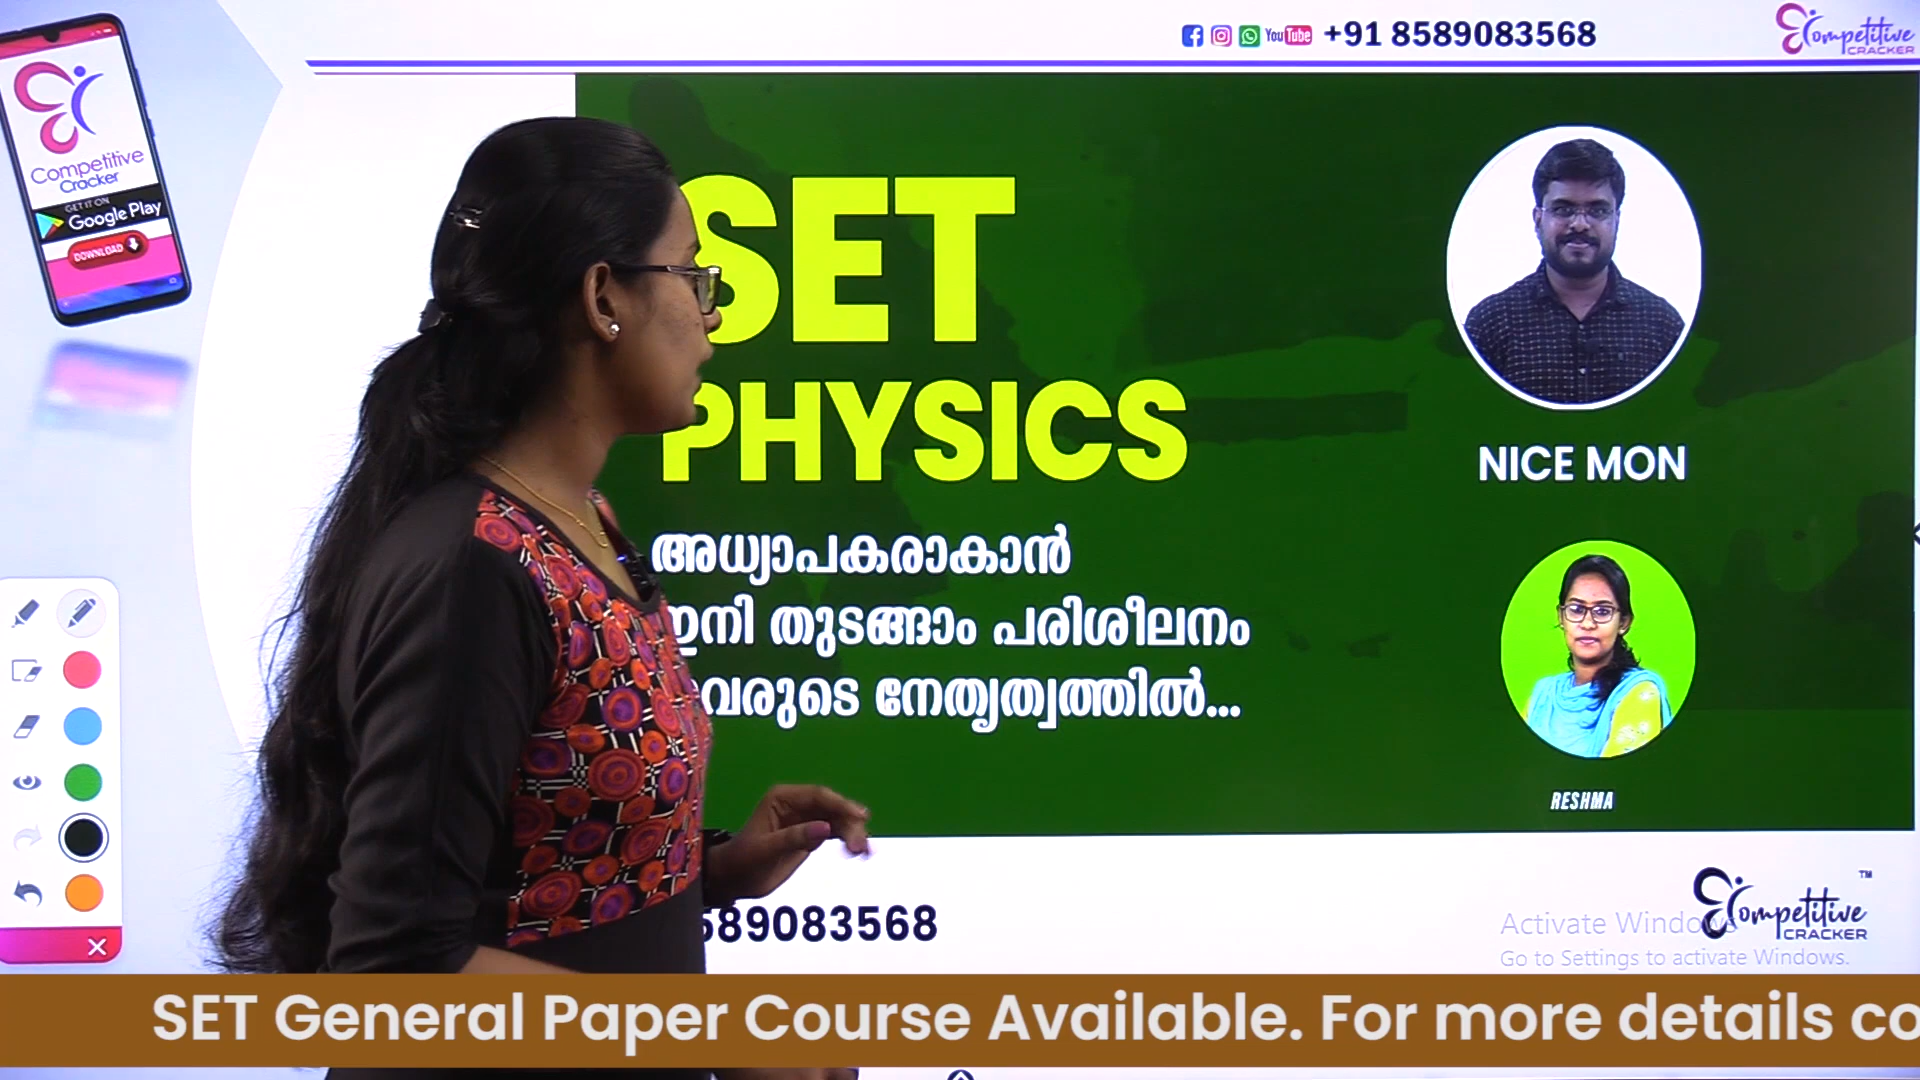 YouTube +91 8589083568
Competitive
CRACKER
Competitive
Cracker
GET IT ON
Google Play
DOWNLOAD
SET
PHYSICS
അധ്യാപകരാകാൻ
ഇനി തുടങ്ങാം പരിശീലനം
നേതൃത്വത്തിൽ...
NICE MON
RESHMA
589083568
Competitive
CRACKER
TM
Activate Windows
Go to Settings to activate Windows.
SET General Paper Course Available. For more details co